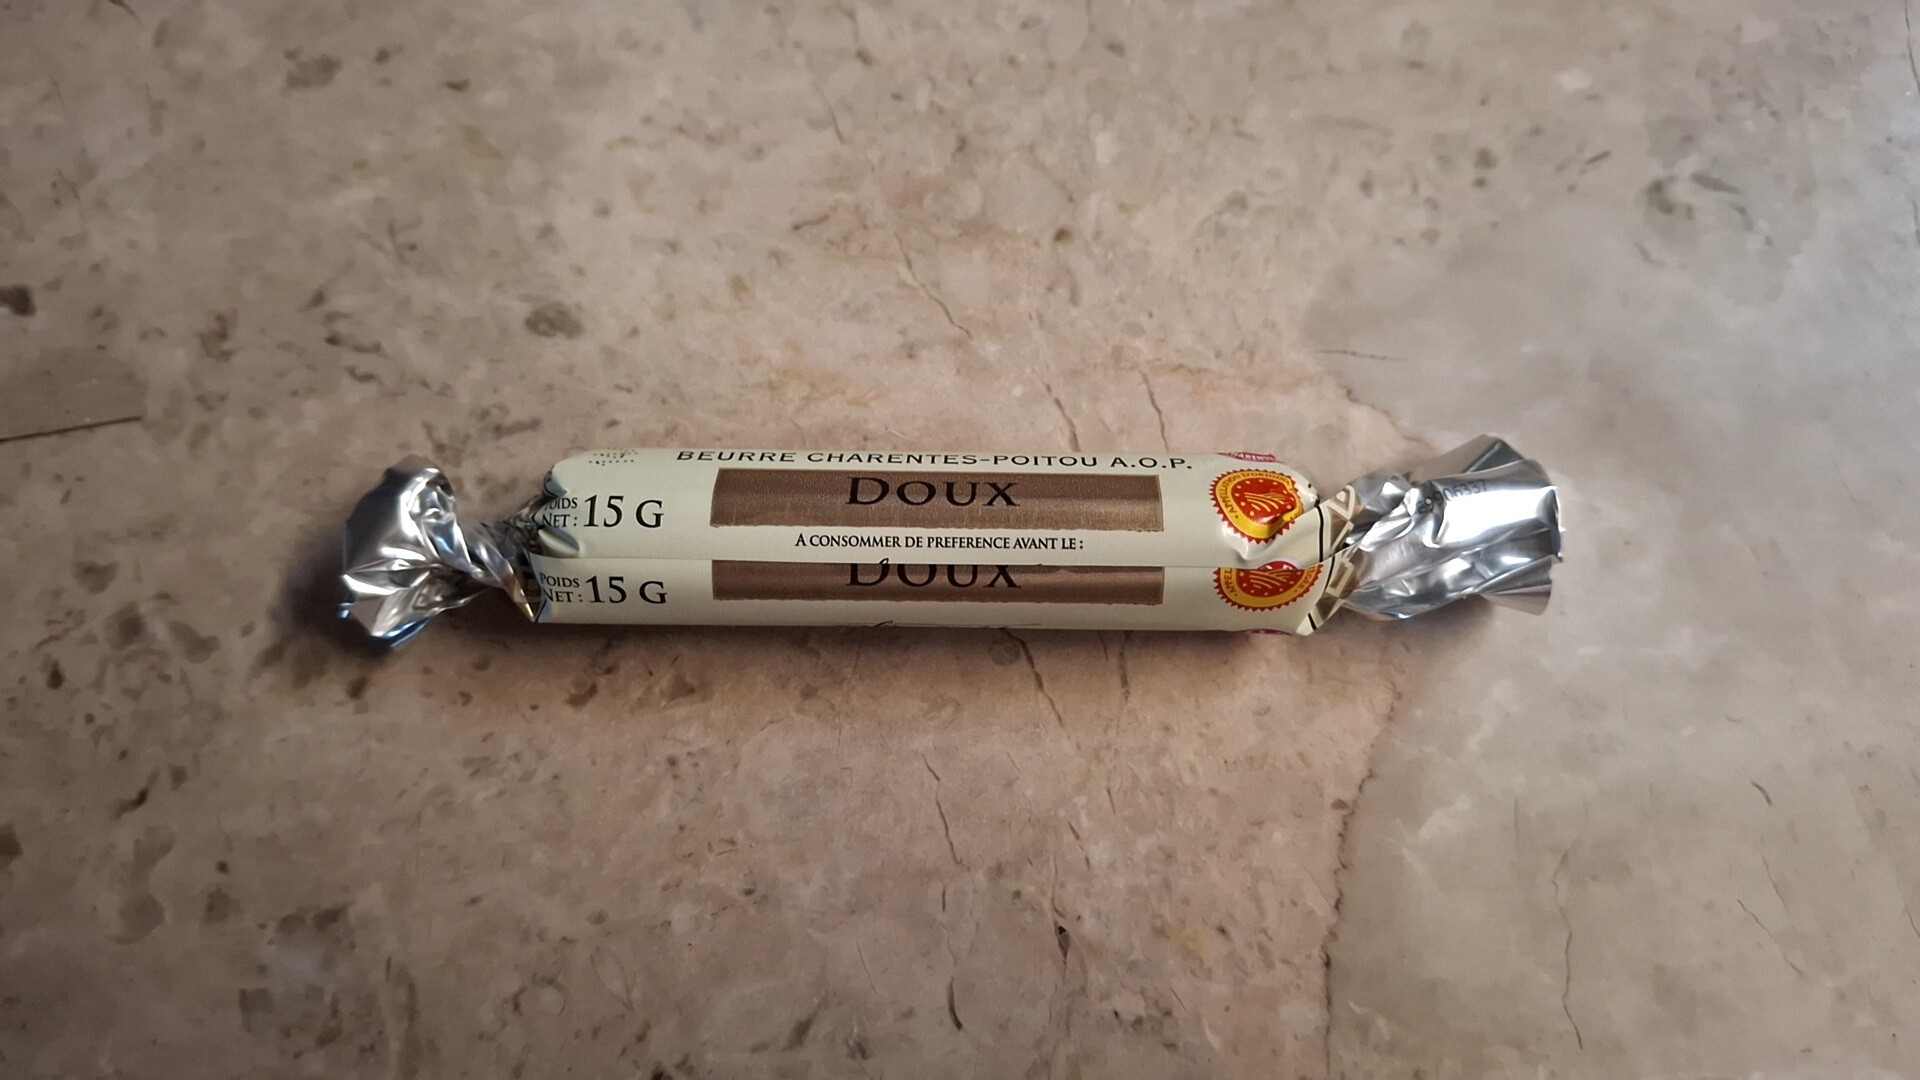 BEURRE CHARENTES-POITOU A.O.P.
DOUX
POIDS
NET : 15 G
A CONSOMMER DE PREFERENCE AVANT LE :
DOUX
POIDS
NET : 15 G